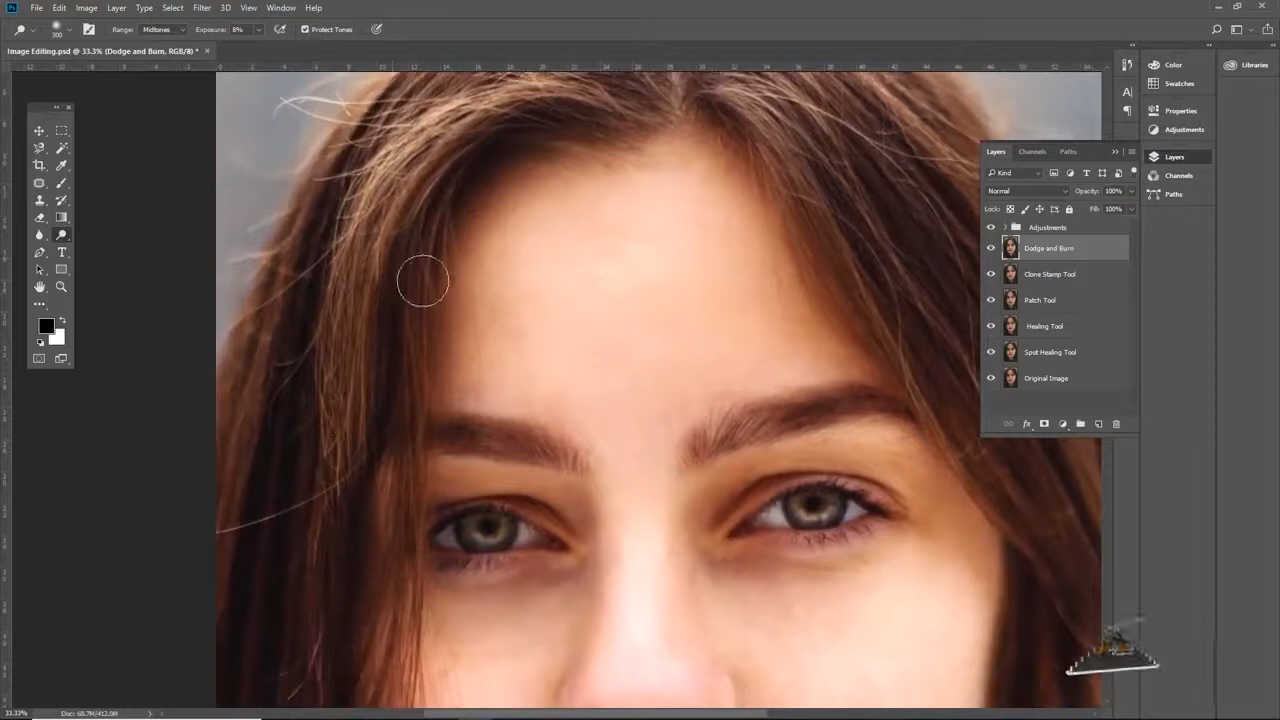 Ps File Edit Image Layer Type Select Filter 3D View Window Help
300 Range: Midtones Exposure: 8% Protect Tones
Image Editing.psd @ 33.3% (Dodge and Burn, RGB/8) *
Color
Libraries
Swatches
Properties
Adjustments
Layers
Channels
Paths
Layers Channels Paths
Kind
Normal Opacity: 100%
Lock: Fill: 100%
Adjustments
Dodge and Burn
Clone Stamp Tool
Patch Tool
Healing Tool
Spot Healing Tool
Original Image
33.33% Doc: 68.7M/412.0M